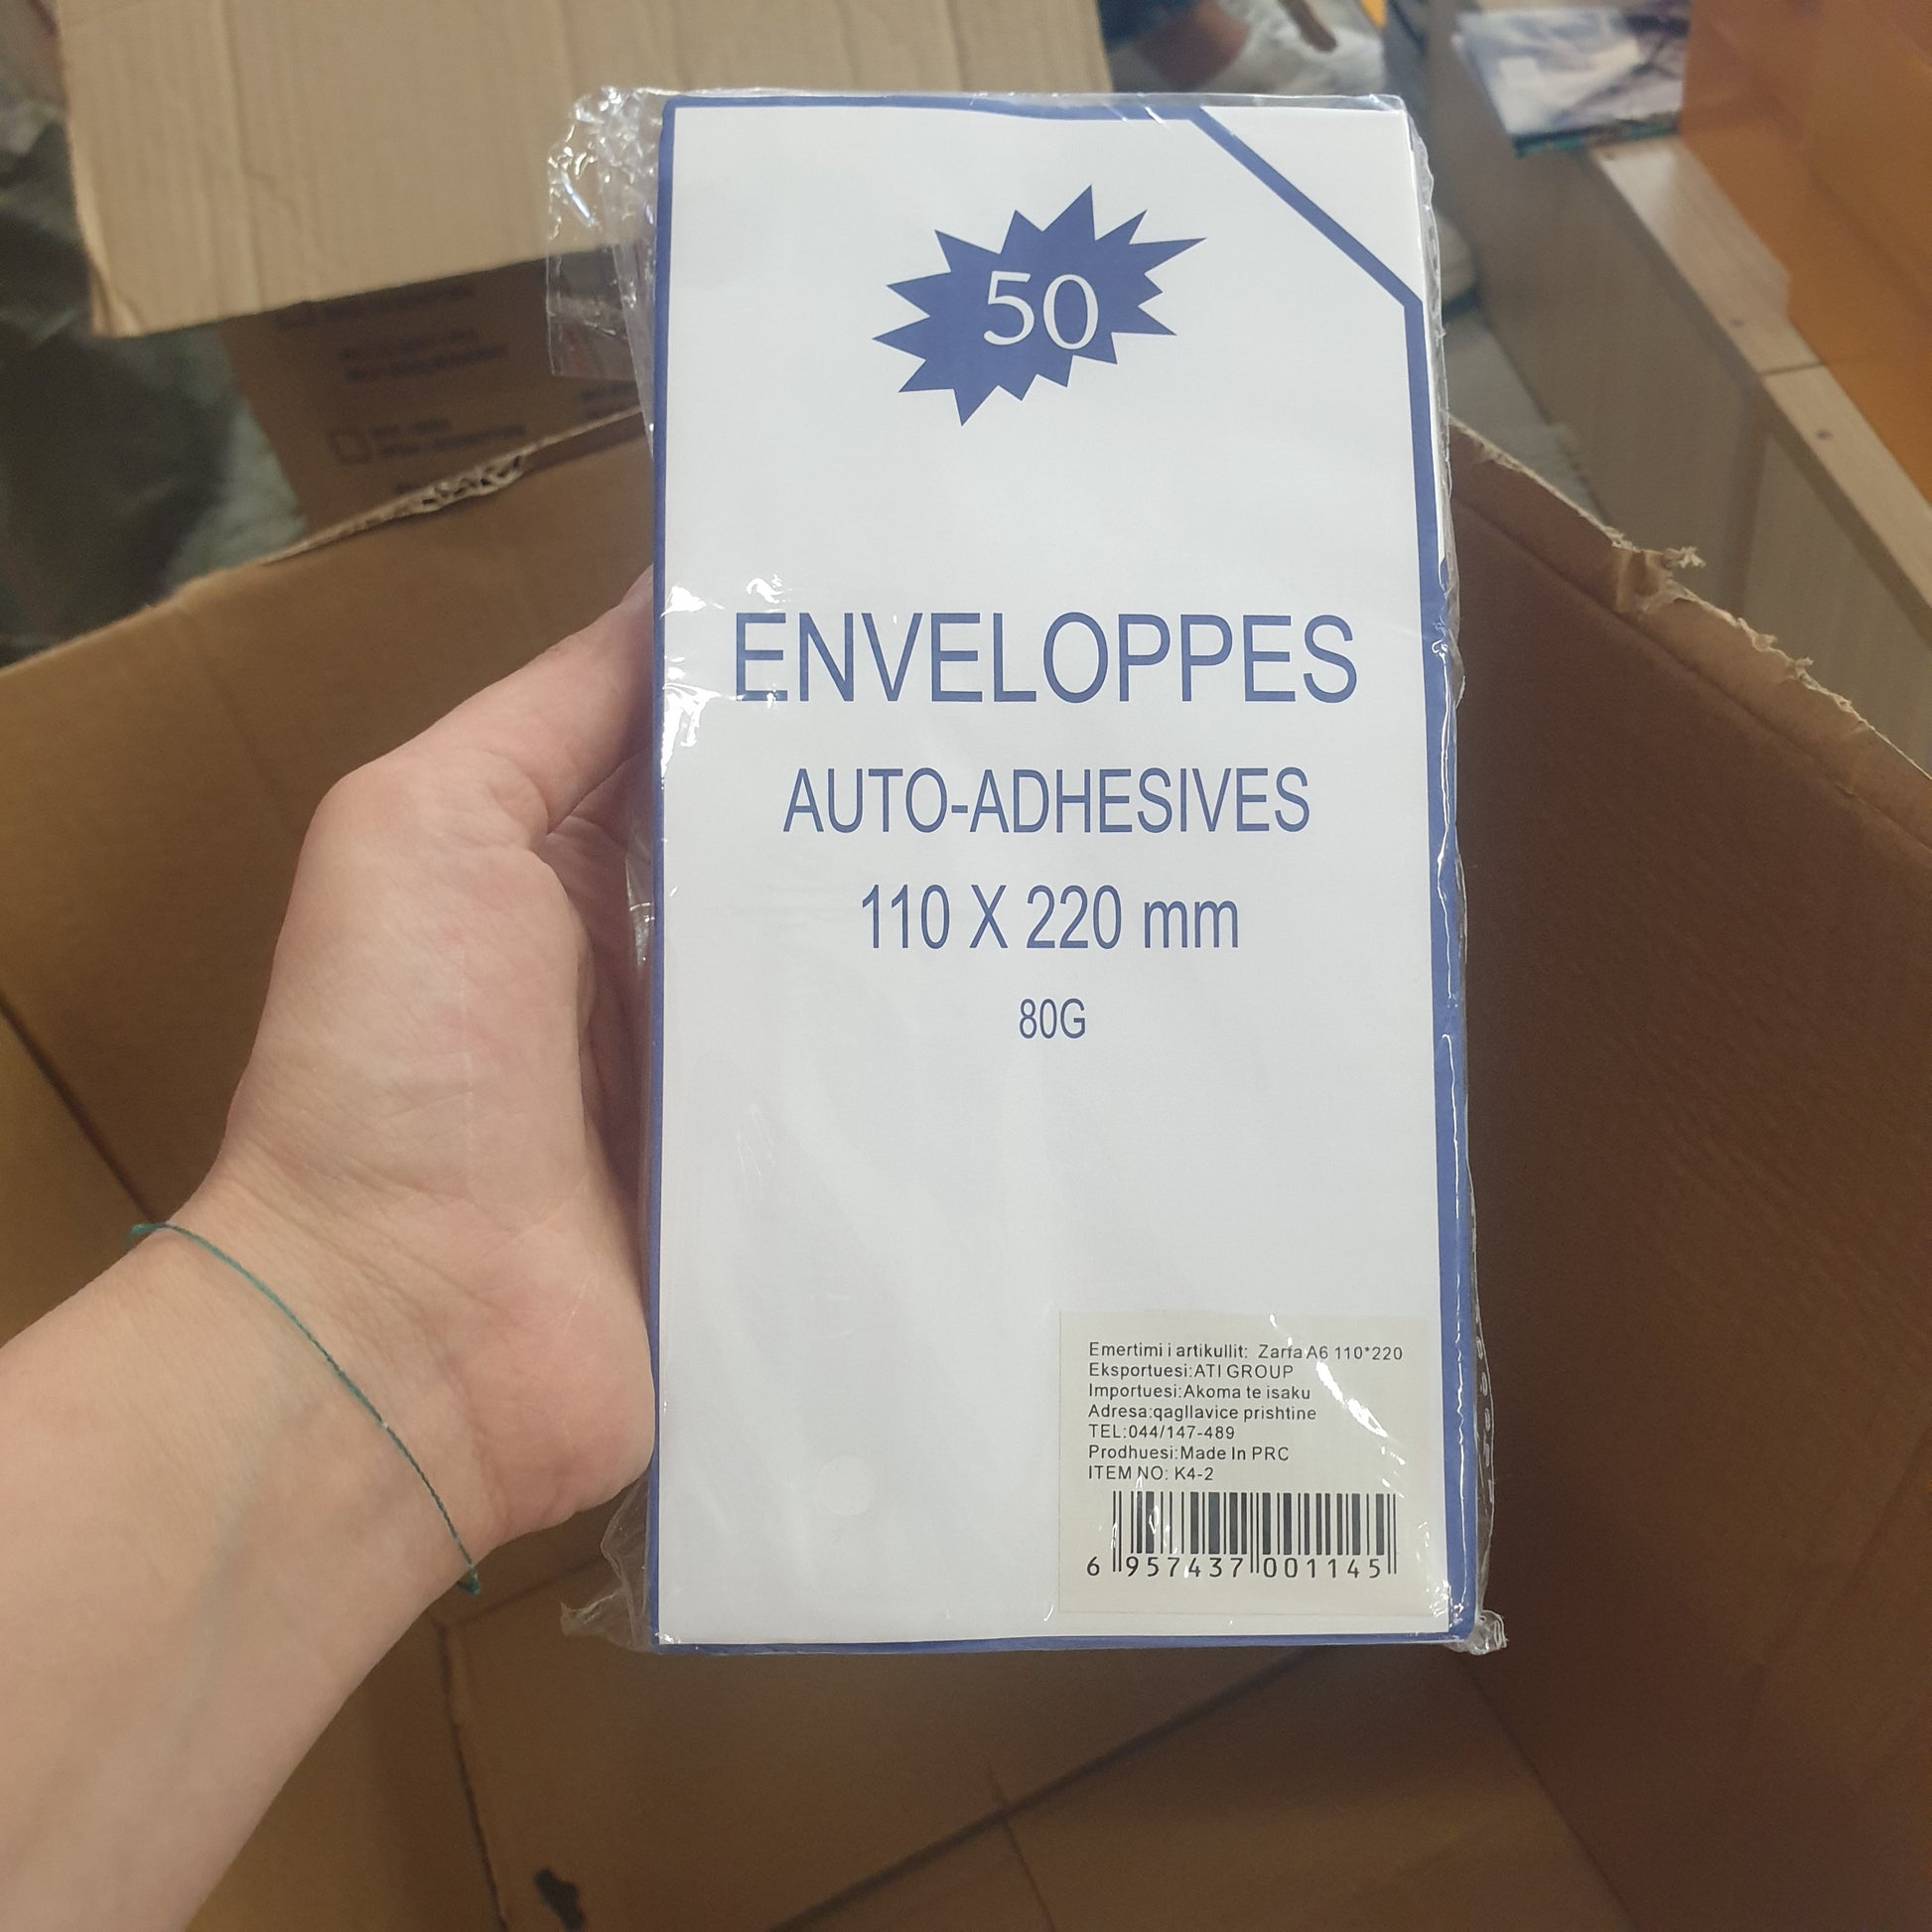 50
ENVELOPPES
AUTO-ADHESIVES
110 X 220 mm
80G
Emertimi i artikullit: Zarfa A6 110*220
Eksportuesi:ATI GROUP
Importuesi:Akoma te isaku
Adresa:qagllavice prishtine
TEL:044/147-489
Prodhuesi:Made In PRC
ITEM NO: K4-2
6 957437 001145